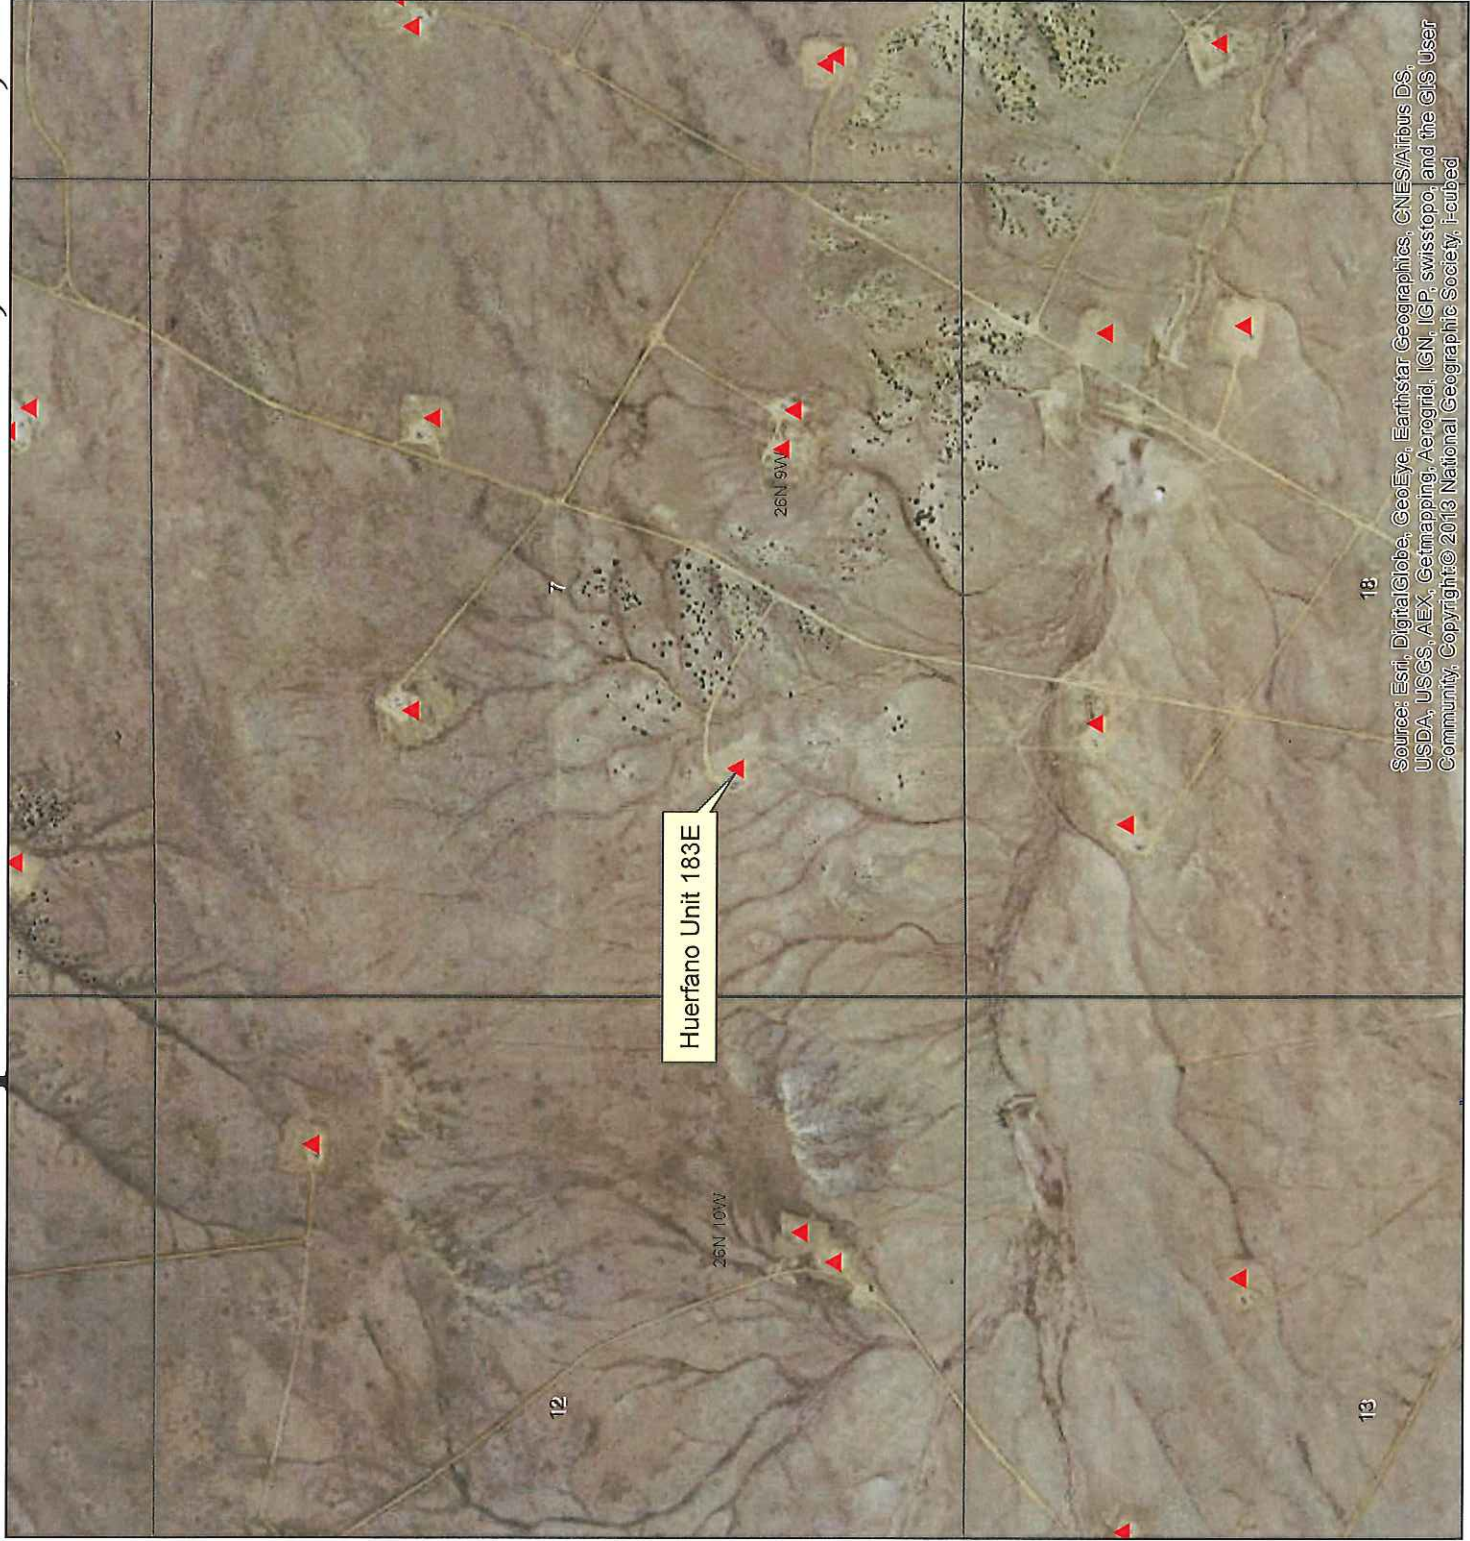 26N 9W
7
18
Huerfano Unit 183E
26N 10W
12
13
Source: Esri, DigitalGlobe, GeoEye, Earthstar Geographics, CNES/Airbus DS,
USDA, USGS, AEX, Getmapping, Aerogrid, IGN, IGP, swisstopo, and the GIS User
Community, Copyright:© 2013 National Geographic Society, i-cubed